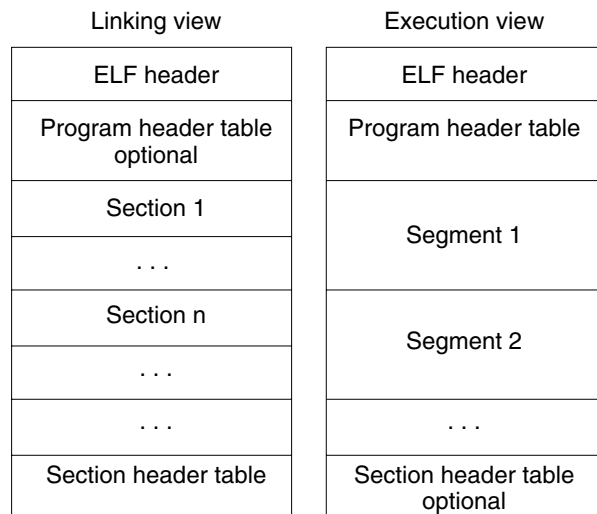 Linking view
ELF header
Program header table
optional
Section 1
. . .
Section n
. . .
. . .
Section header table
Execution view
ELF header
Program header table
Segment 1
Segment 2
. . .
Section header table
optional